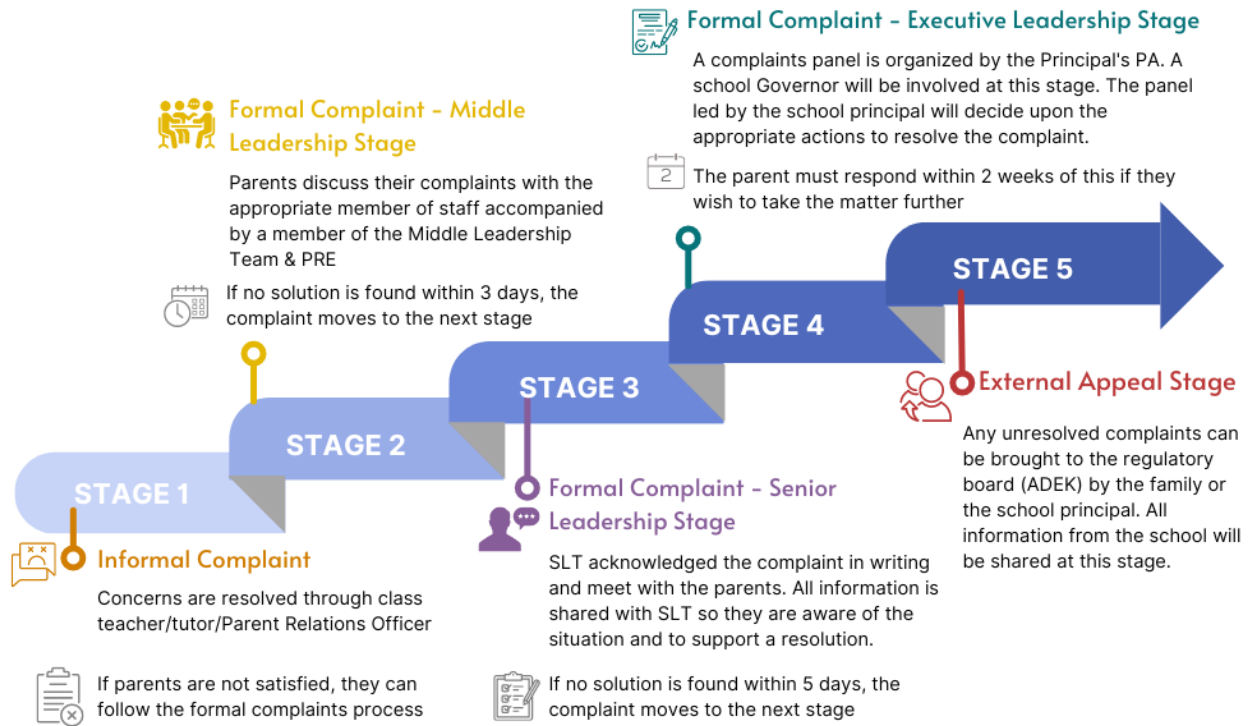 STAGE 1
Informal Complaint
Concerns are resolved through class
teacher/tutor/Parent Relations Officer
If parents are not satisfied, they can
follow the formal complaints process
STAGE 2
Formal Complaint - Middle
Leadership Stage
Parents discuss their complaints with the
appropriate member of staff accompanied
by a member of the Middle Leadership
Team & PRE
If no solution is found within 3 days, the
complaint moves to the next stage
STAGE 3
Formal Complaint - Senior
Leadership Stage
SLT acknowledged the complaint in writing
and meet with the parents. All information is
shared with SLT so they are aware of the
situation and to support a resolution.
If no solution is found within 5 days, the
complaint moves to the next stage
STAGE 4
Formal Complaint - Executive Leadership Stage
A complaints panel is organized by the Principal's PA. A
school Governor will be involved at this stage. The panel
led by the school principal will decide upon the
appropriate actions to resolve the complaint.
2
The parent must respond within 2 weeks of this if they
wish to take the matter further
STAGE 5
External Appeal Stage
Any unresolved complaints can
be brought to the regulatory
board (ADEK) by the family or
the school principal. All
information from the school will
be shared at this stage.